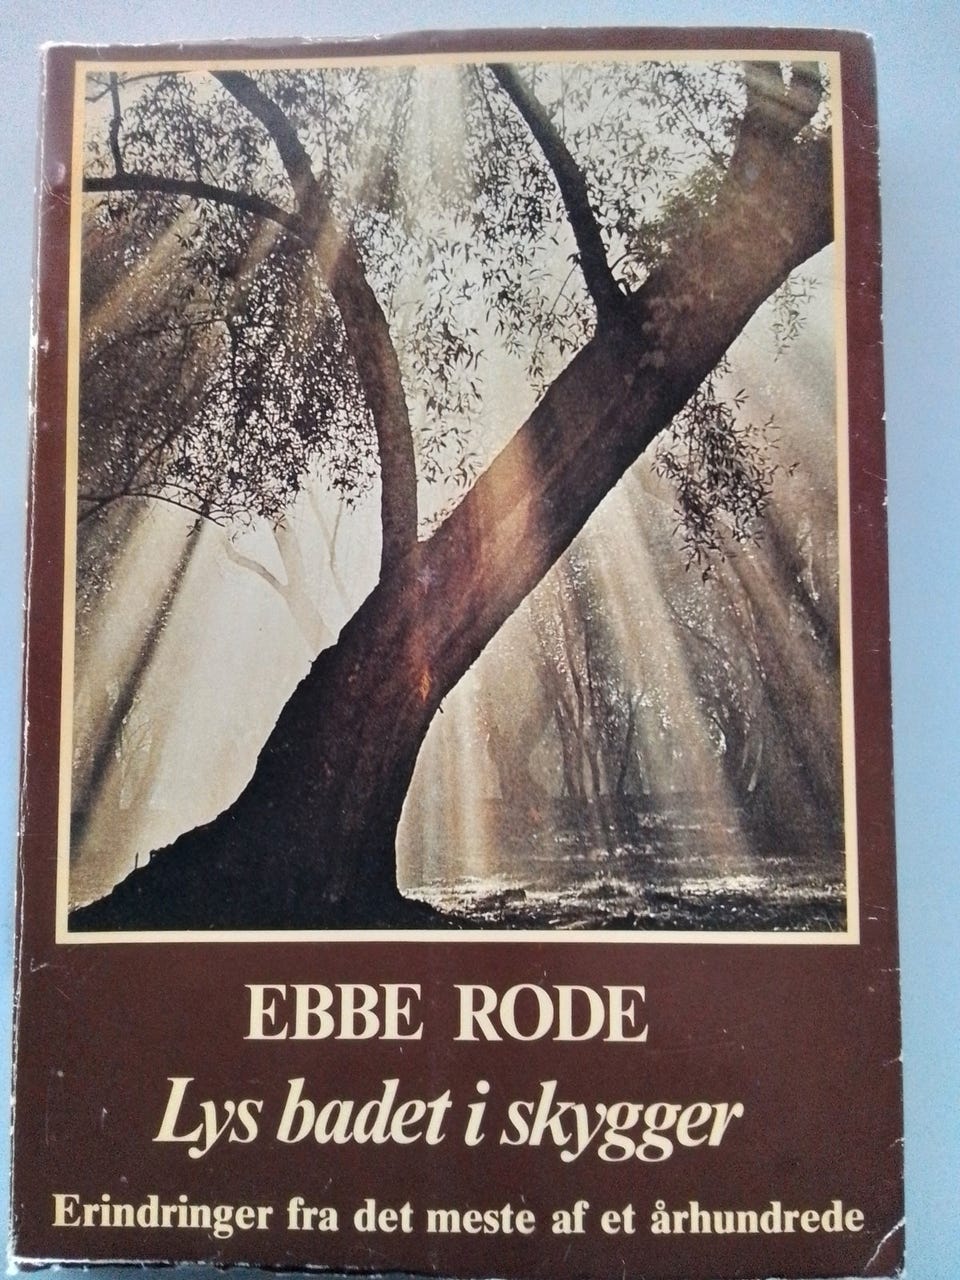 EBBE RODE
Lys badet i skygger
Erindringer fra det meste af et århundrede